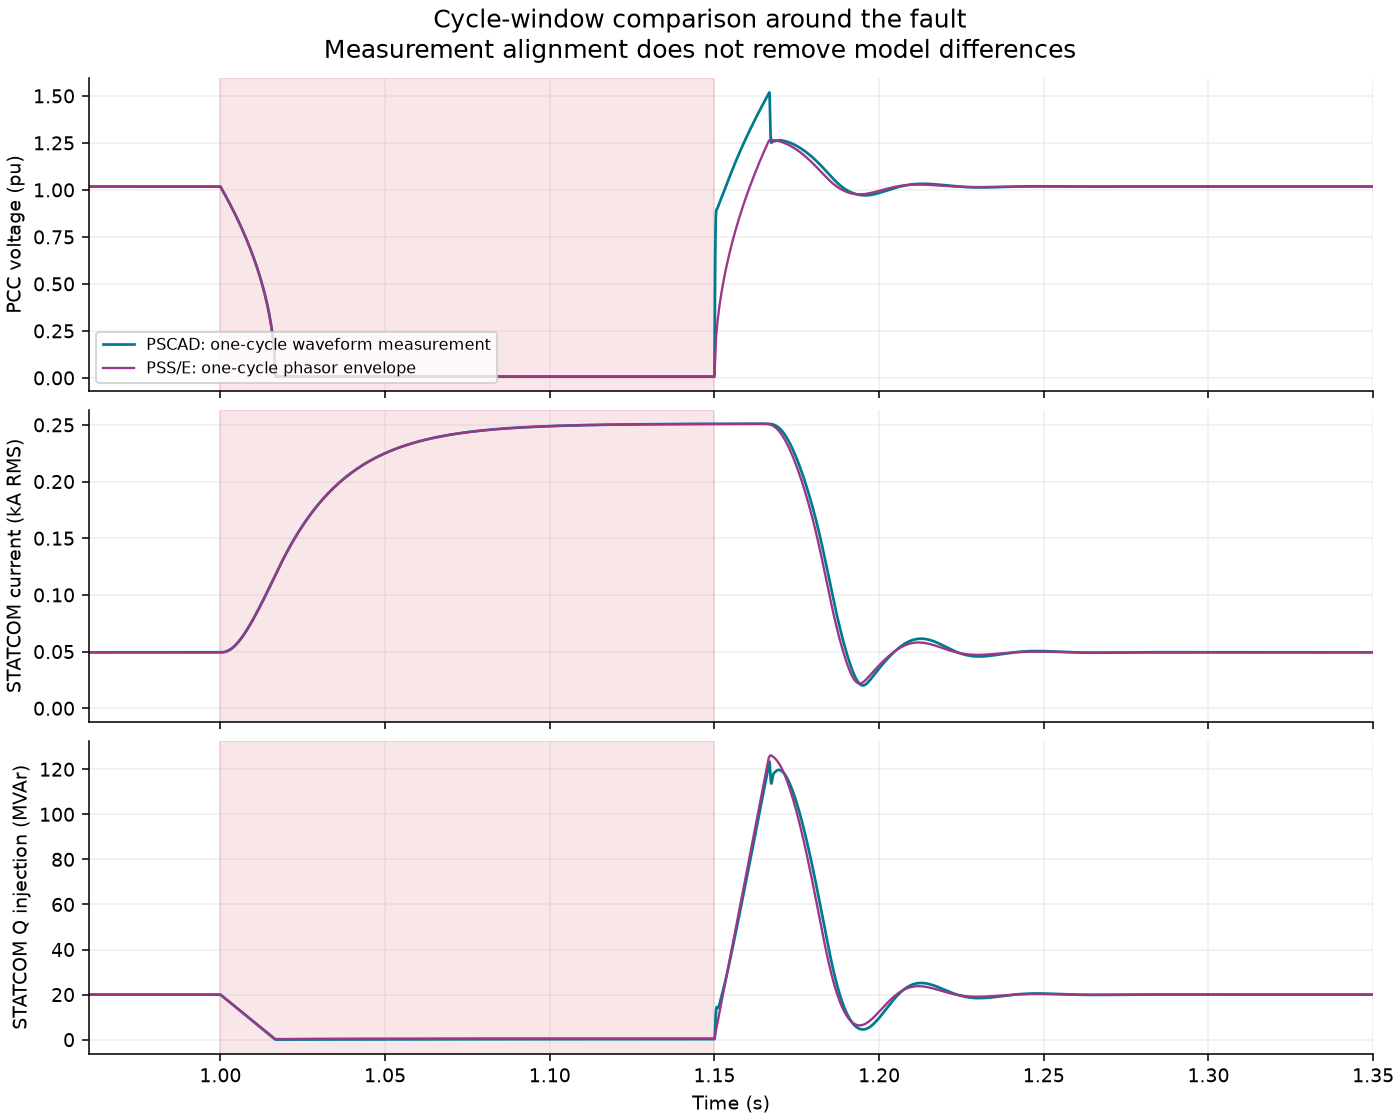 Cycle-window comparison around the fault
Measurement alignment does not remove model differences
PCC voltage (pu)
1.50
1.25
1.00
0.75
0.50
0.25
0.00
PSCAD: one-cycle waveform measurement
PSS/E: one-cycle phasor envelope
STATCOM current (kA RMS)
0.25
0.20
0.15
0.10
0.05
0.00
STATCOM Q injection (MVAr)
120
100
80
60
40
20
0
1.00 1.05 1.10 1.15 1.20 1.25 1.30 1.35
Time (s)